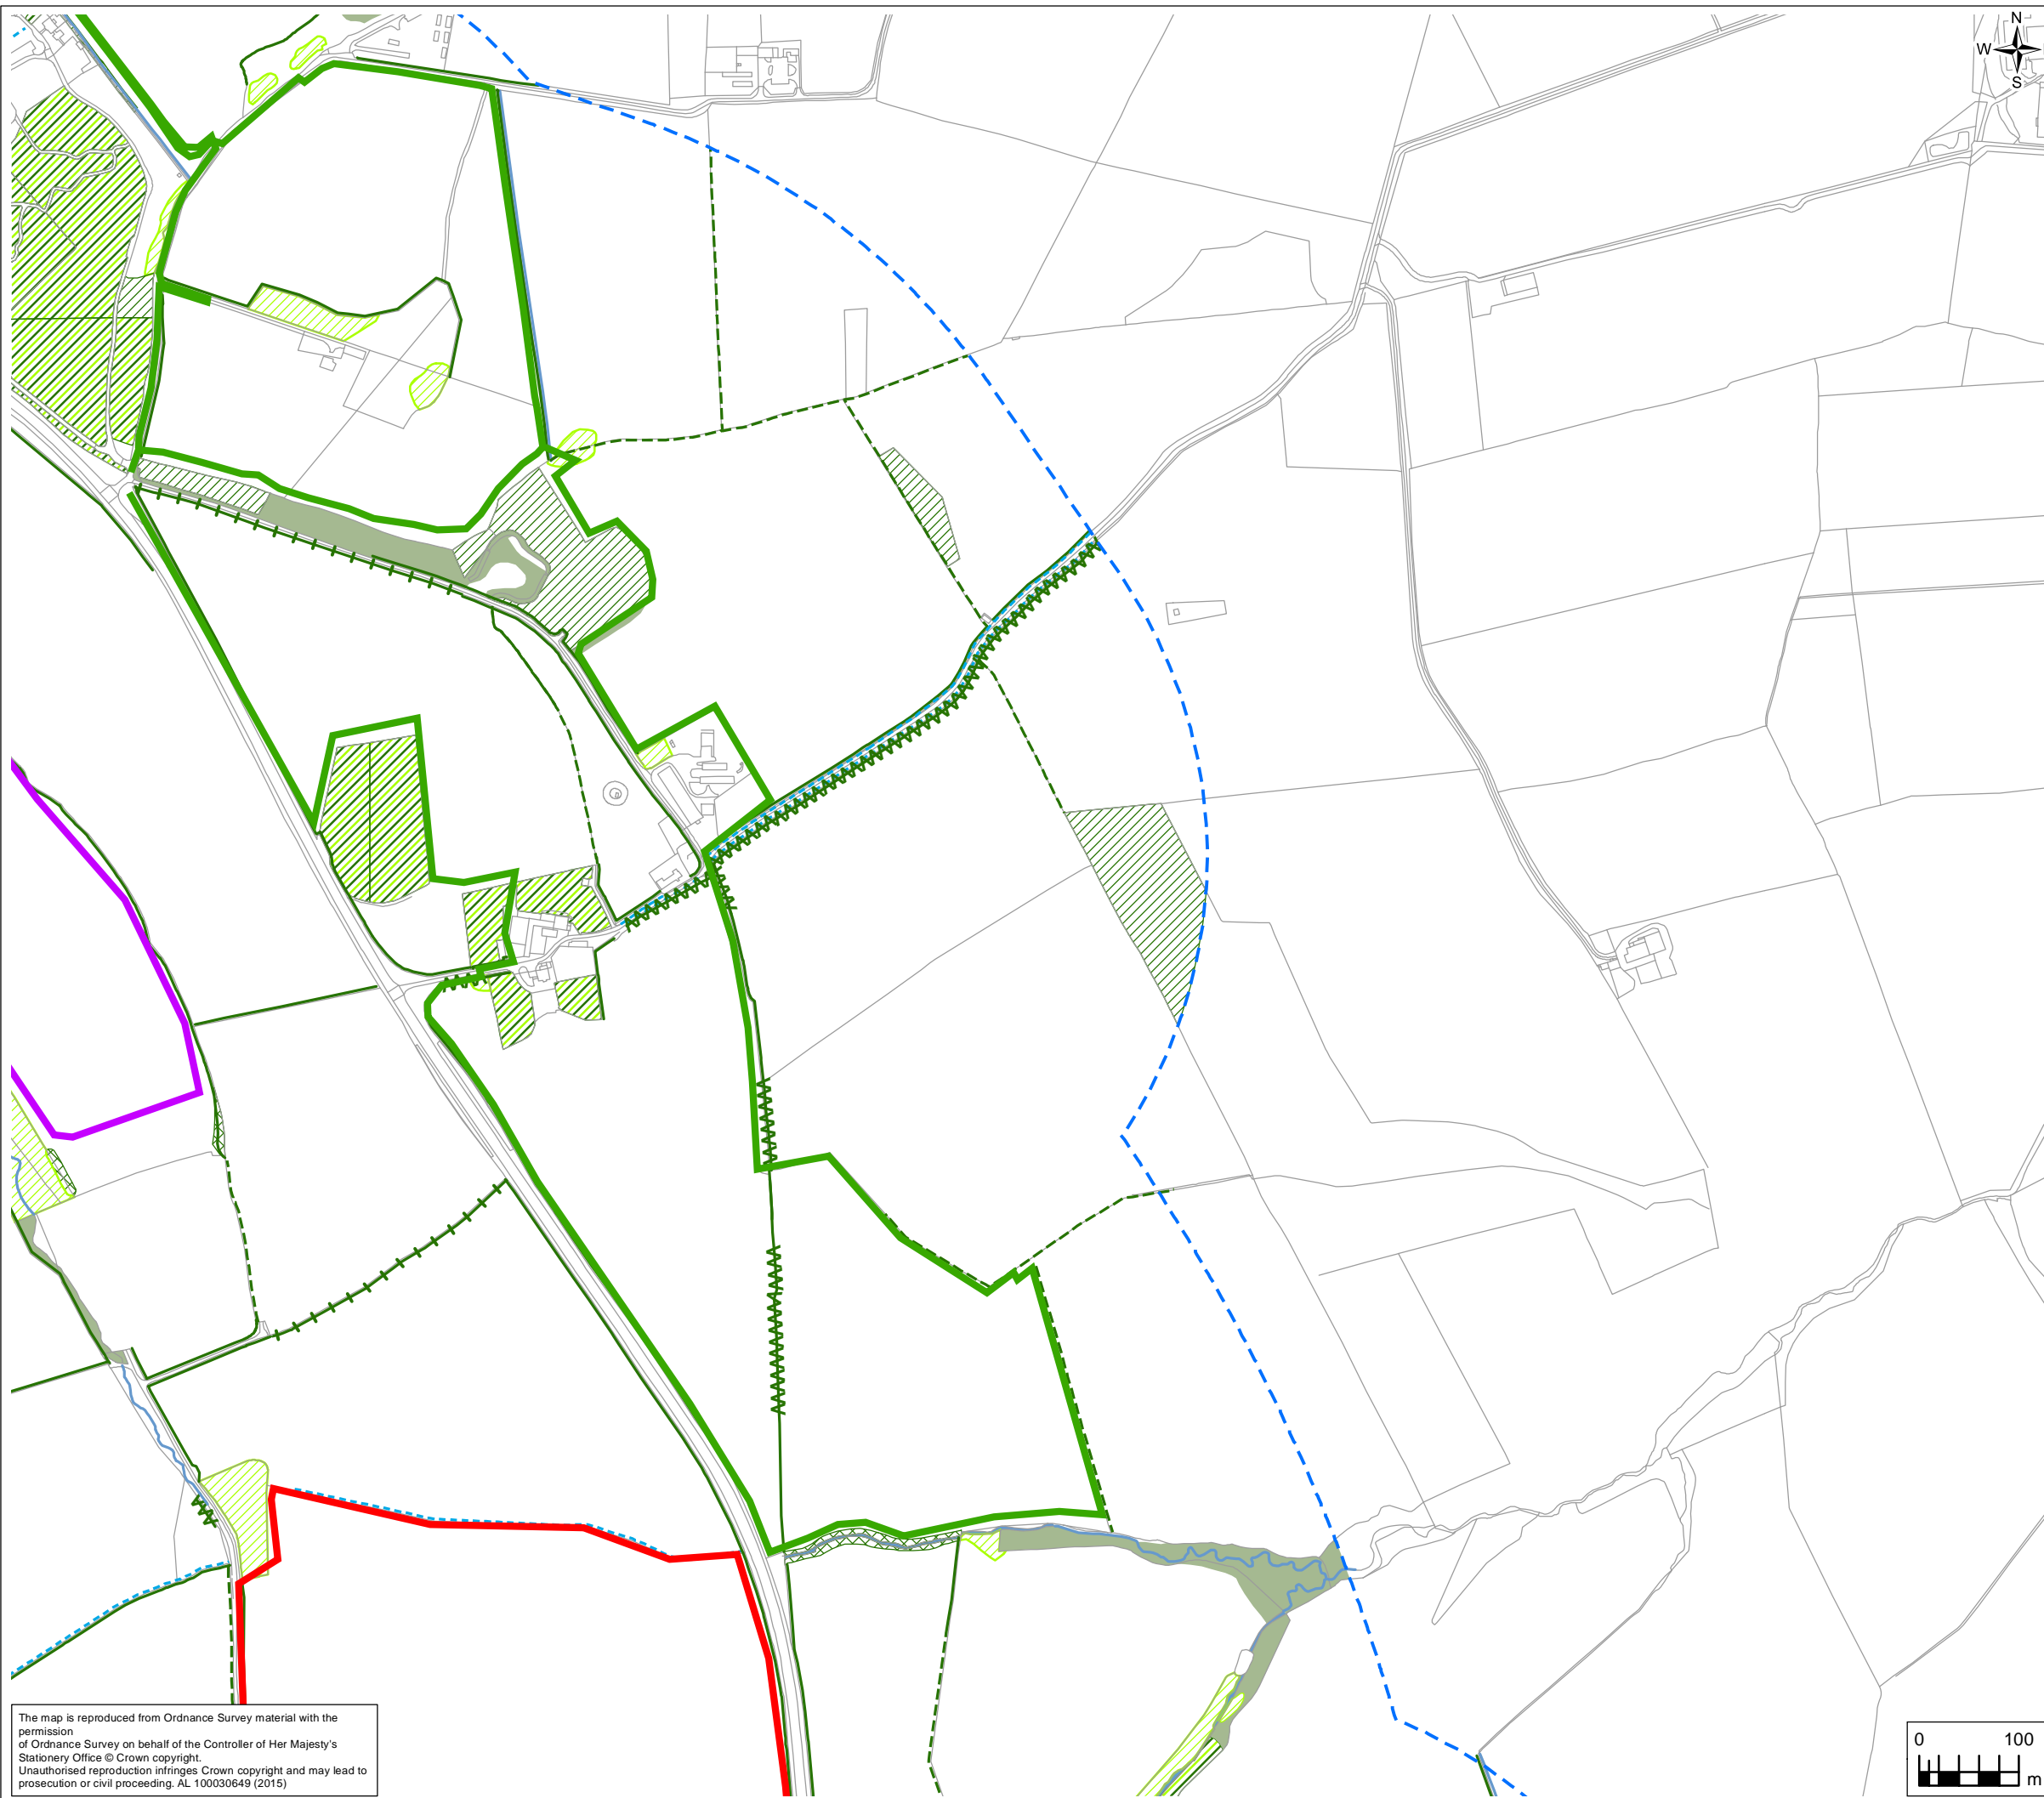 N
W
S
The map is reproduced from Ordnance Survey material with the
permission
of Ordnance Survey on behalf of the Controller of Her Majesty's
Stationery Office © Crown copyright.
Unauthorised reproduction infringes Crown copyright and may lead to
prosecution or civil proceeding. AL 100030649 (2015)
0 100
m